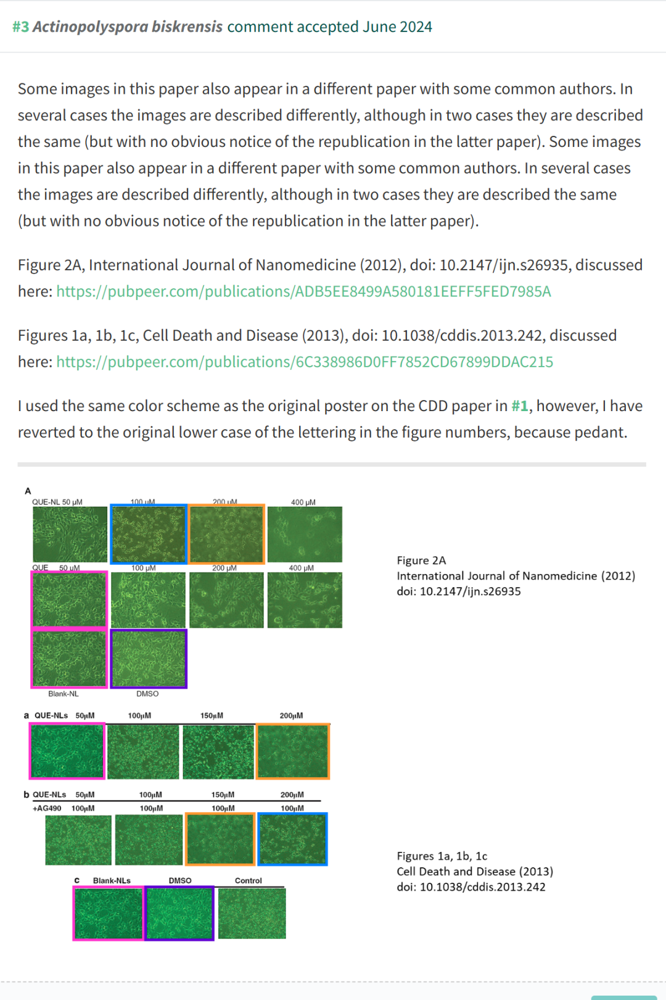 #3 Actinopolyspora biskrensis comment accepted June 2024
Some images in this paper also appear in a different paper with some common authors. In
several cases the images are described differently, although in two cases they are described
the same (but with no obvious notice of the republication in the latter paper). Some images
in this paper also appear in a different paper with some common authors. In several cases
the images are described differently, although in two cases they are described the same
(but with no obvious notice of the republication in the latter paper).
Figure 2A, International Journal of Nanomedicine (2012), doi: 10.2147/ijn.s26935, discussed
here: https://pubpeer.com/publications/ADB5EE8499A580181EEFF5FED7985A
Figures 1a, 1b, 1c, Cell Death and Disease (2013), doi: 10.1038/cddis.2013.242, discussed
here: https://pubpeer.com/publications/6C338986D0FF7852CD67899DDAC215
I used the same color scheme as the original poster on the CDD paper in #1, however, I have
reverted to the original lower case of the lettering in the figure numbers, because pedant.
A
QUE-NL 50 µM 100 µM 200 µM 400 µM
QUE 50 µM 100 µM 200 µM 400 µM
Blank-NL DMSO
Figure 2A
International Journal of Nanomedicine (2012)
doi: 10.2147/ijn.s26935
a QUE-NLs 50µM 100µM 150µM 200µM
b QUE-NLs 50µM 100µM 150µM 200µM
+AG490 100µM 100µM 100µM 100µM
c Blank-NLs DMSO Control
Figures 1a, 1b, 1c
Cell Death and Disease (2013)
doi: 10.1038/cddis.2013.242